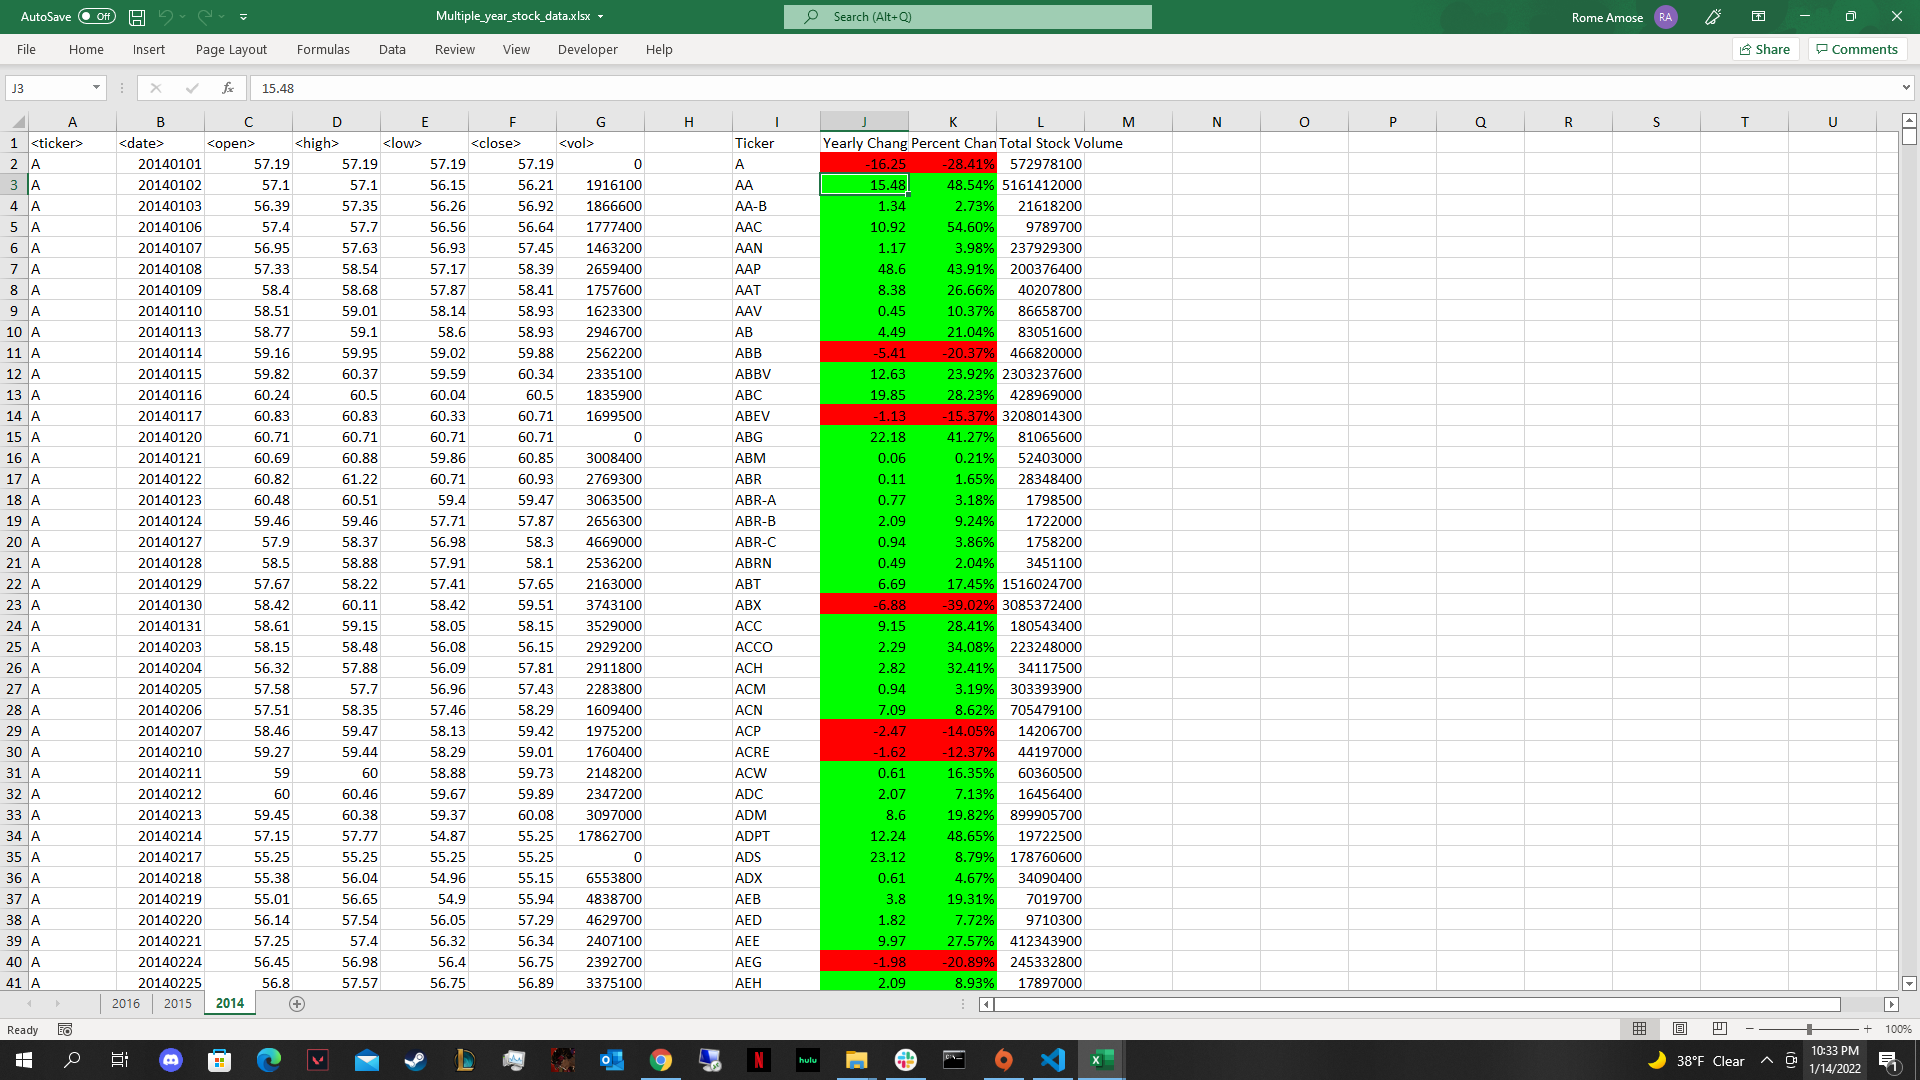 AutoSave Off Multiple_year_stock_data.xlsx Search (Alt+Q) Rome Amose RA
File Home Insert Page Layout Formulas Data Review View Developer Help Share Comments
J3 fx 15.48
A B C D E F G H I J K L M N O P Q R S T U
1 <ticker> <date> <open> <high> <low> <close> <vol> Ticker Yearly Chang Percent Chan Total Stock Volume
2 A 20140101 57.19 57.19 57.19 57.19 0 A -16.25 -28.41% 572978100
3 A 20140102 57.1 57.1 56.15 56.21 1916100 AA 15.48 48.54% 5161412000
4 A 20140103 56.39 57.35 56.26 56.92 1866600 AA-B 1.34 2.73% 21618200
5 A 20140106 57.4 57.7 56.56 56.64 1777400 AAC 10.92 54.60% 9789700
6 A 20140107 56.95 57.63 56.93 57.45 1463200 AAN 1.17 3.98% 237929300
7 A 20140108 57.33 58.54 57.17 58.39 2659400 AAP 48.6 43.91% 200376400
8 A 20140109 58.4 58.68 57.87 58.41 1757600 AAT 8.38 26.66% 40207800
9 A 20140110 58.51 59.01 58.14 58.93 1623300 AAV 0.45 10.37% 86658700
10 A 20140113 58.77 59.1 58.6 58.93 2946700 AB 4.49 21.04% 83051600
11 A 20140114 59.16 59.95 59.02 59.88 2562200 ABB -5.41 -20.37% 466820000
12 A 20140115 59.82 60.37 59.59 60.34 2335100 ABBV 12.63 23.92% 2303237600
13 A 20140116 60.24 60.5 60.04 60.5 1835900 ABC 19.85 28.23% 428969000
14 A 20140117 60.83 60.83 60.33 60.71 1699500 ABEV -1.13 -15.37% 3208014300
15 A 20140120 60.71 60.71 60.71 60.71 0 ABG 22.18 41.27% 81065600
16 A 20140121 60.69 60.88 59.86 60.85 3008400 ABM 0.06 0.21% 52403000
17 A 20140122 60.82 61.22 60.71 60.93 2769300 ABR 0.11 1.65% 28348400
18 A 20140123 60.48 60.51 59.4 59.47 3063500 ABR-A 0.77 3.18% 1798500
19 A 20140124 59.46 59.46 57.71 57.87 2656300 ABR-B 2.09 9.24% 1722000
20 A 20140127 57.9 58.37 56.98 58.3 4669000 ABR-C 0.94 3.86% 1758200
21 A 20140128 58.5 58.88 57.91 58.1 2536200 ABRN 0.49 2.04% 3451100
22 A 20140129 57.67 58.22 57.41 57.65 2163000 ABT 6.69 17.45% 1516024700
23 A 20140130 58.42 60.11 58.42 59.51 3743100 ABX -6.88 -39.02% 3085372400
24 A 20140131 58.61 59.15 58.05 58.15 3529000 ACC 9.15 28.41% 180543400
25 A 20140203 58.15 58.48 56.08 56.15 2929200 ACCO 2.29 34.08% 223248000
26 A 20140204 56.32 57.88 56.09 57.81 2911800 ACH 2.82 32.41% 34117500
27 A 20140205 57.58 57.7 56.96 57.43 2283800 ACM 0.94 3.19% 303393900
28 A 20140206 57.51 58.35 57.46 58.29 1609400 ACN 7.09 8.62% 705479100
29 A 20140207 58.46 59.47 58.13 59.42 1975200 ACP -2.47 -14.05% 14206700
30 A 20140210 59.27 59.44 58.29 59.01 1760400 ACRE -1.62 -12.37% 44197000
31 A 20140211 59 60 58.88 59.73 2148200 ACW 0.61 16.35% 60360500
32 A 20140212 60 60.46 59.67 59.89 2347200 ADC 2.07 7.13% 16456400
33 A 20140213 59.45 60.38 59.37 60.08 3097000 ADM 8.6 19.82% 899905700
34 A 20140214 57.15 57.77 54.87 55.25 17862700 ADPT 12.24 48.65% 19722500
35 A 20140217 55.25 55.25 55.25 55.25 0 ADS 23.12 8.79% 178760600
36 A 20140218 55.38 56.04 54.96 55.15 6553800 ADX 0.61 4.67% 34090400
37 A 20140219 55.01 56.65 54.9 55.94 4838700 AEB 3.8 19.31% 7019700
38 A 20140220 56.14 57.54 56.05 57.29 4629700 AED 1.82 7.72% 9710300
39 A 20140221 57.25 57.4 56.32 56.34 2407100 AEE 9.97 27.57% 412343900
40 A 20140224 56.45 56.98 56.4 56.75 2392700 AEG -1.98 -20.89% 245332800
41 A 20140225 56.8 57.57 56.75 56.89 3375100 AEH 2.09 8.93% 17897000
2016 2015 2014
Ready 100%
hulu 38°F Clear 10:33 PM 1
1/14/2022